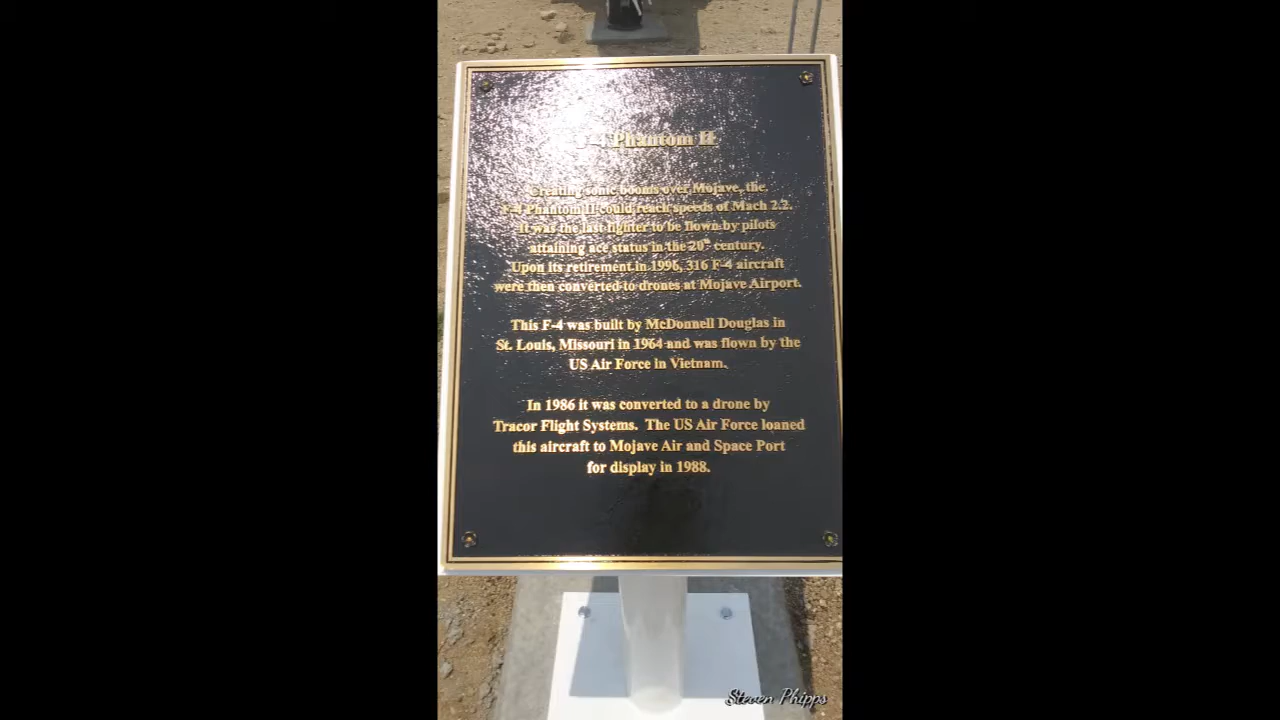 F-4 Phantom II
Creating sonic booms over Mojave, the
F-4 Phantom II could reach speeds of Mach 2.2.
It was the last fighter to be flown by pilots
attaining ace status in the 20th century.
Upon its retirement in 1996, 316 F-4 aircraft
were then converted to drones at Mojave Airport.
This F-4 was built by McDonnell Douglas in
St. Louis, Missouri in 1964 and was flown by the
US Air Force in Vietnam.
In 1986 it was converted to a drone by
Tracor Flight Systems. The US Air Force loaned
this aircraft to Mojave Air and Space Port
for display in 1988.
Steven Phipps